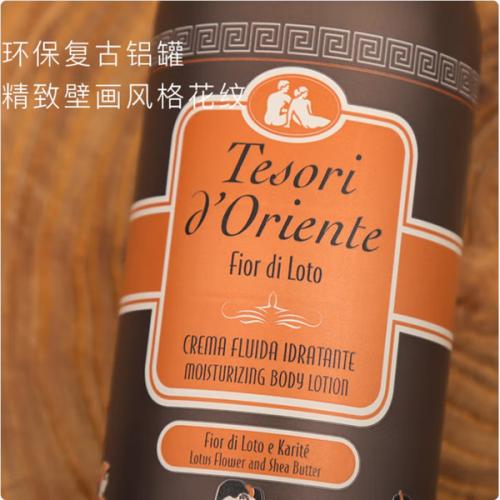 环保复古铝罐
精致壁画风格花纹
Tesori
d'Oriente
Fior di Loto
CREMA FLUIDA IDRATANTE
MOISTURIZING BODY LOTION
Fior di Loto e Karité
Lotus Flower and Shea Butter